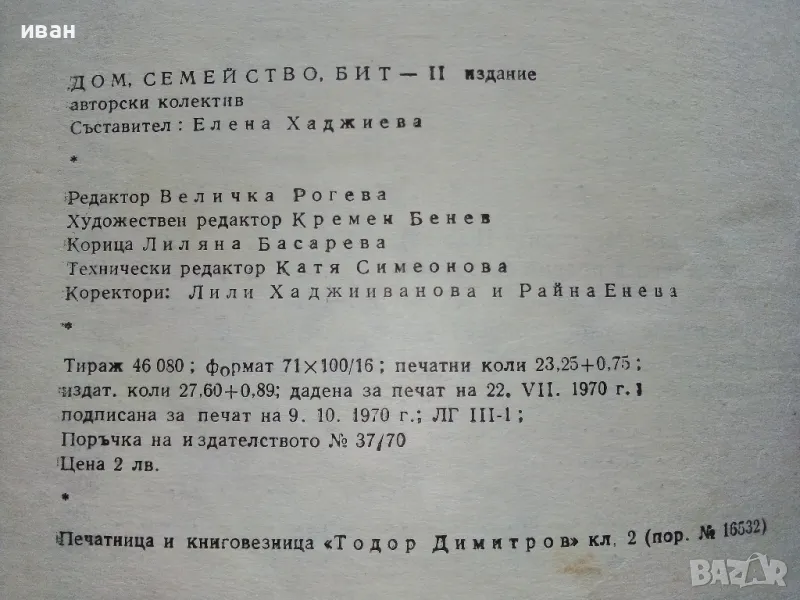 иван
ДОМ, СЕМЕЙСТВО, БИТ — II издание
авторски колектив
Съставител: Елена Хаджиева
*
Редактор Величка Рогева
Художествен редактор Кремен Бенев
Корица Лиляна Басарева
Технически редактор Катя Симеонова
Коректори: Лили Хаджииванова и Райна Енева
*
Тираж 46 080; формат 71×100/16; печатни коли 23,25+0,75;
издат. коли 27,60+0,89; дадена за печат на 22. VII. 1970 г.;
подписана за печат на 9. 10. 1970 г.; ЛГ III-1;
Поръчка на издателството № 37/70
Цена 2 лв.
*
Печатница и книговезница «Тодор Димитров» кл. 2 (пор. № 16532)
BAZAR